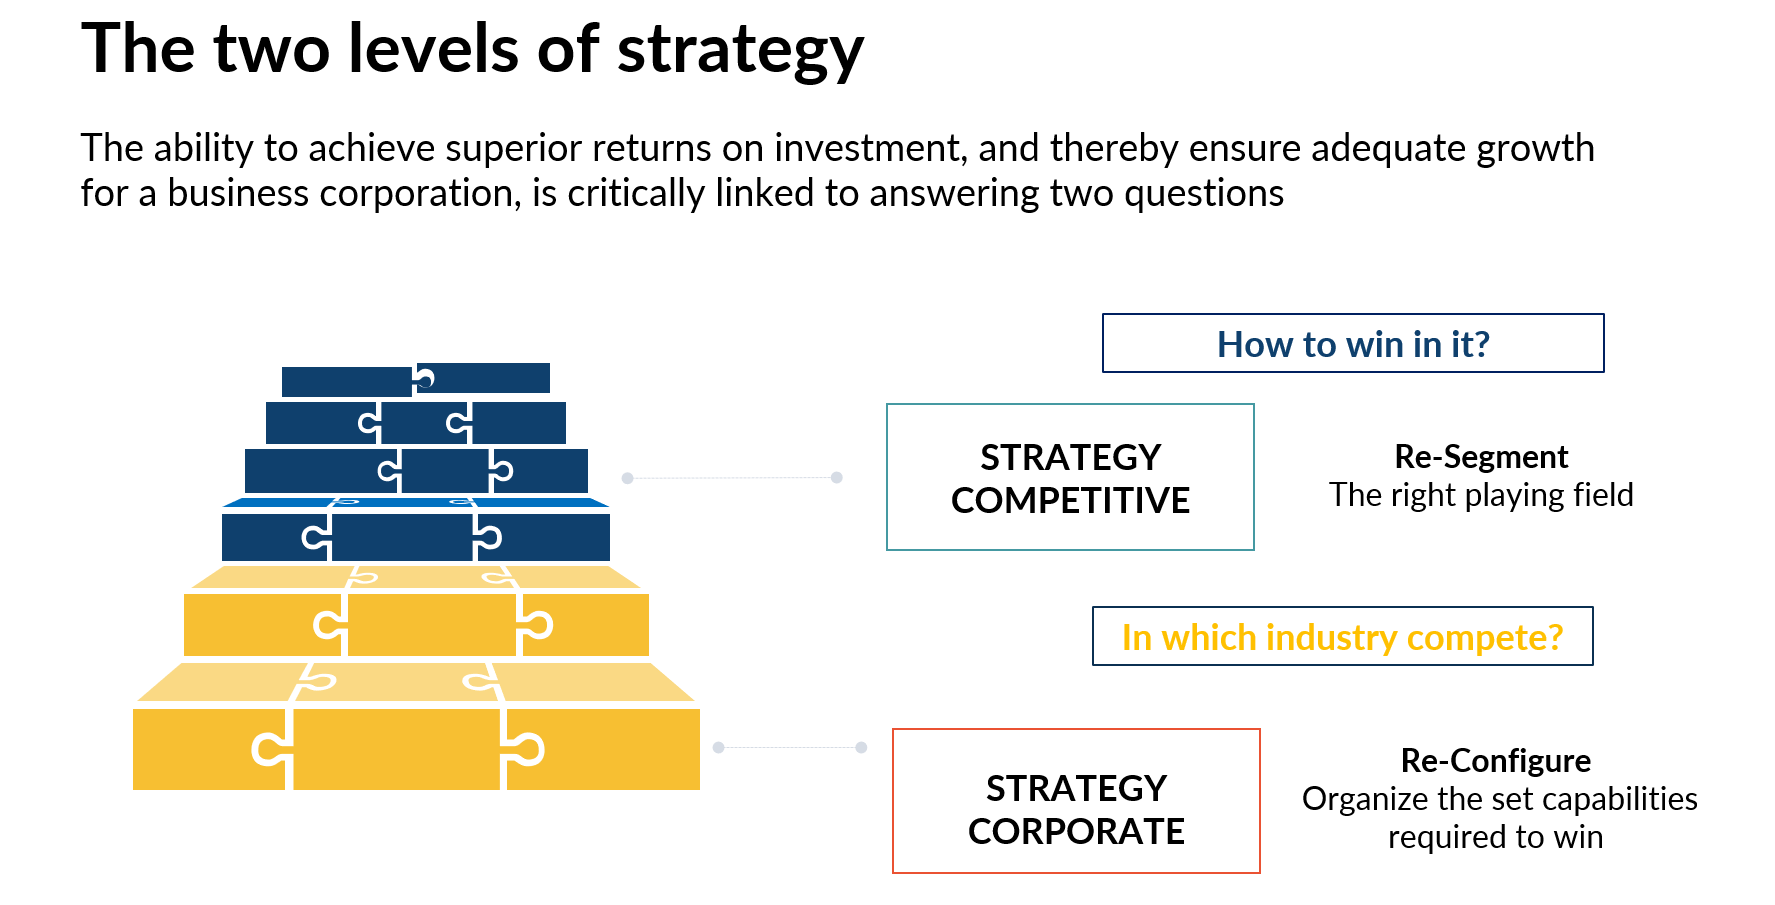 The two levels of strategy
The ability to achieve superior returns on investment, and thereby ensure adequate growth
for a business corporation, is critically linked to answering two questions
How to win in it?
STRATEGY
COMPETITIVE
Re-Segment
The right playing field
In which industry compete?
STRATEGY
CORPORATE
Re-Configure
Organize the set capabilities
required to win